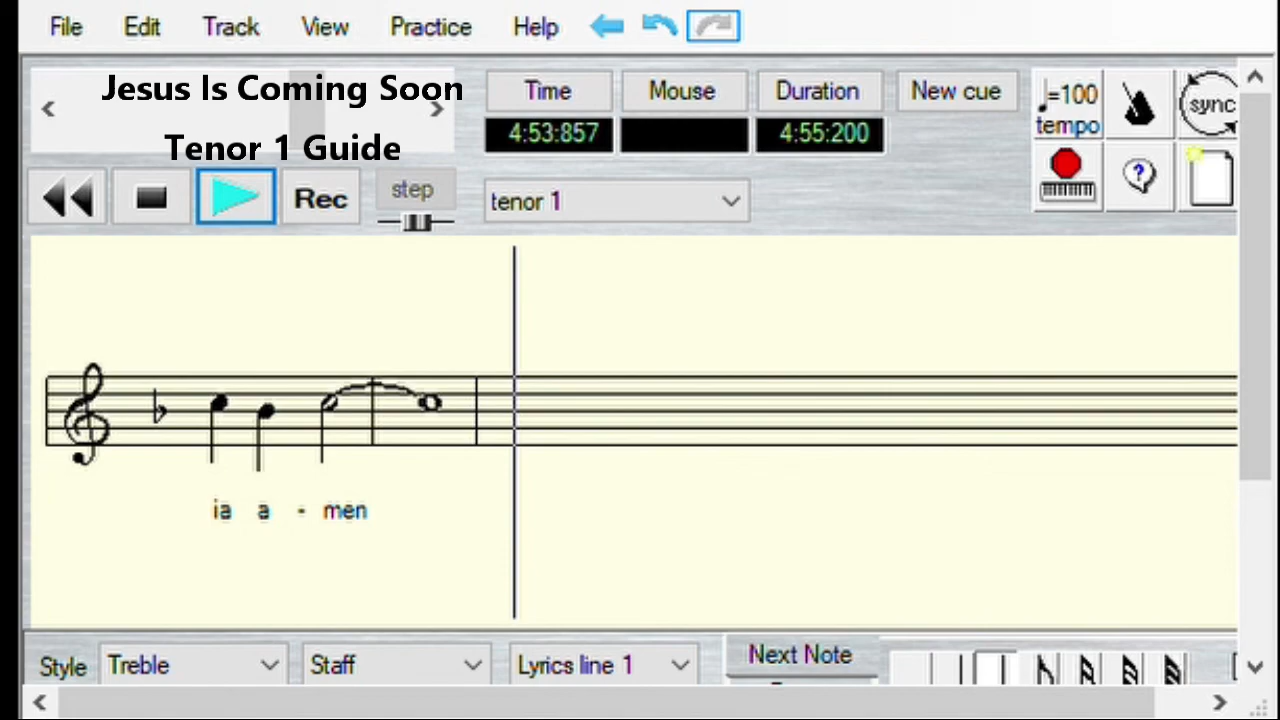 File Edit Track View Practice Help
Jesus Is Coming Soon
Tenor 1 Guide
Time Mouse Duration New cue
4:53:857 4:55:200
=100
tempo
sync
Rec step tenor 1
ia a - men
Style Treble Staff Lyrics line 1 Next Note